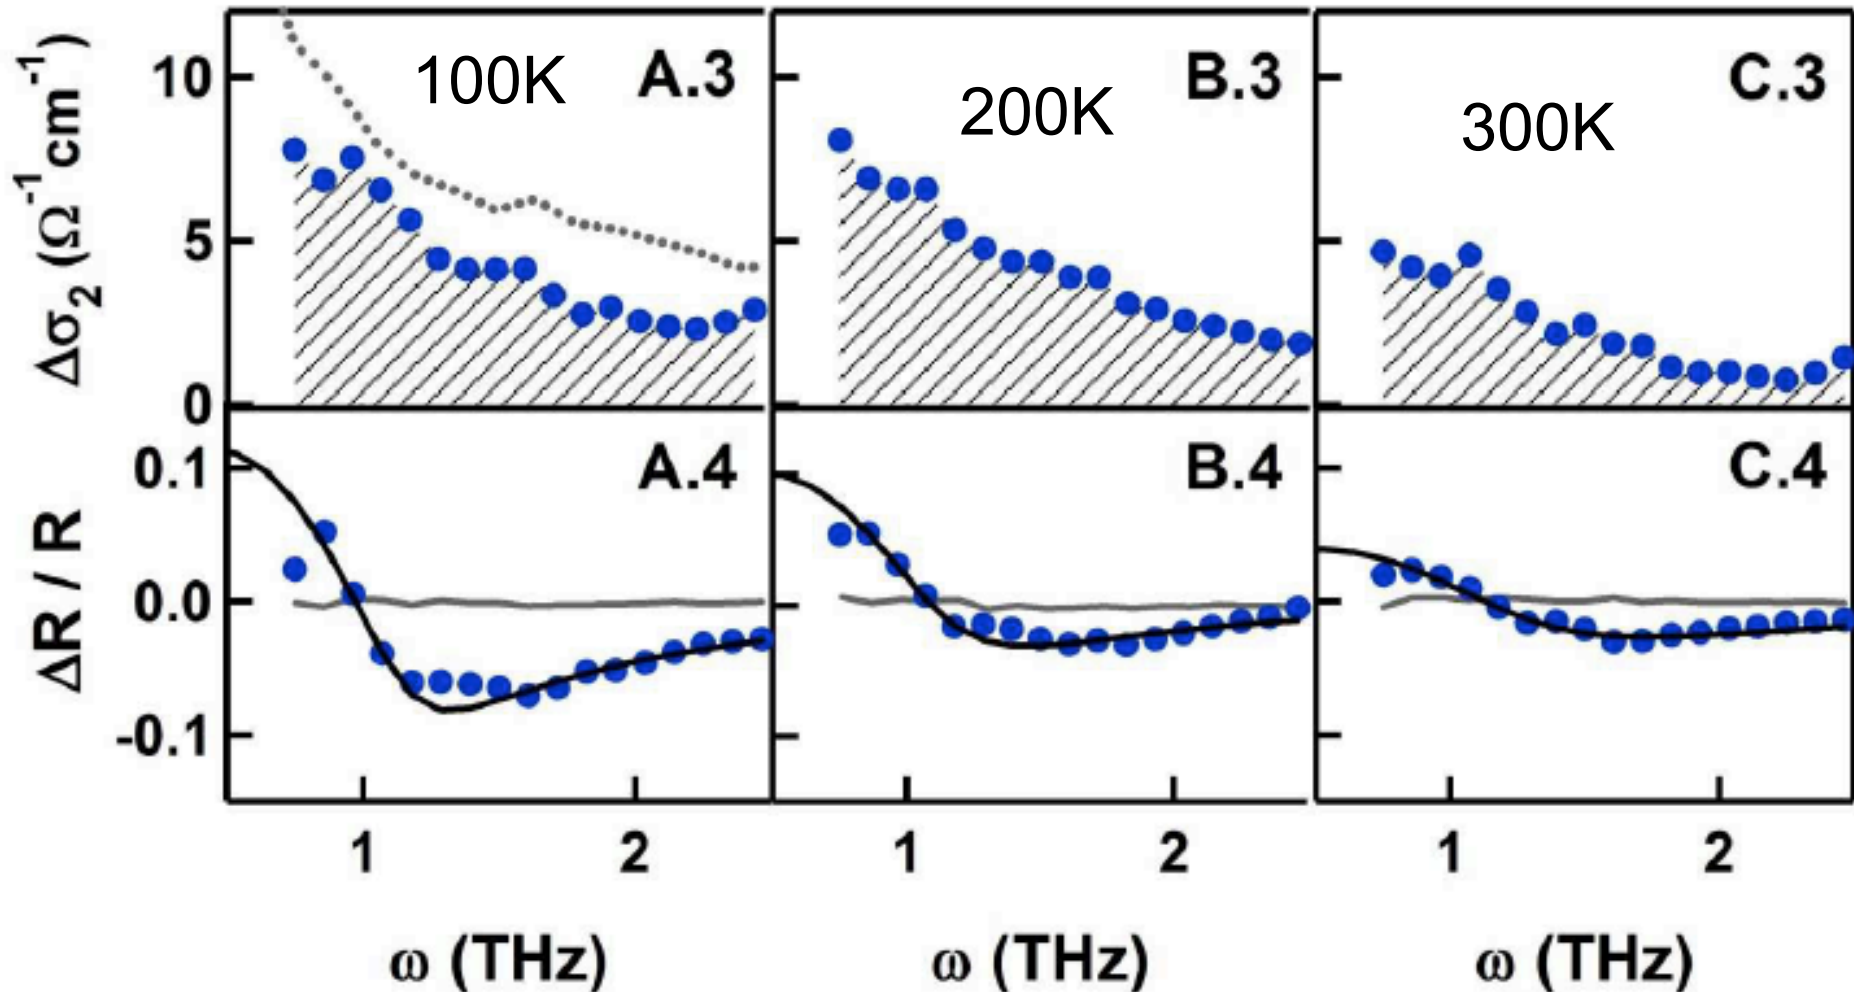 Δσ₂ (Ω⁻¹cm⁻¹)
10
5
0
100K
A.3
200K
B.3
300K
C.3
ΔR / R
0.1
0.0
-0.1
A.4
B.4
C.4
1 2
1 2
1 2
ω (THz)
ω (THz)
ω (THz)